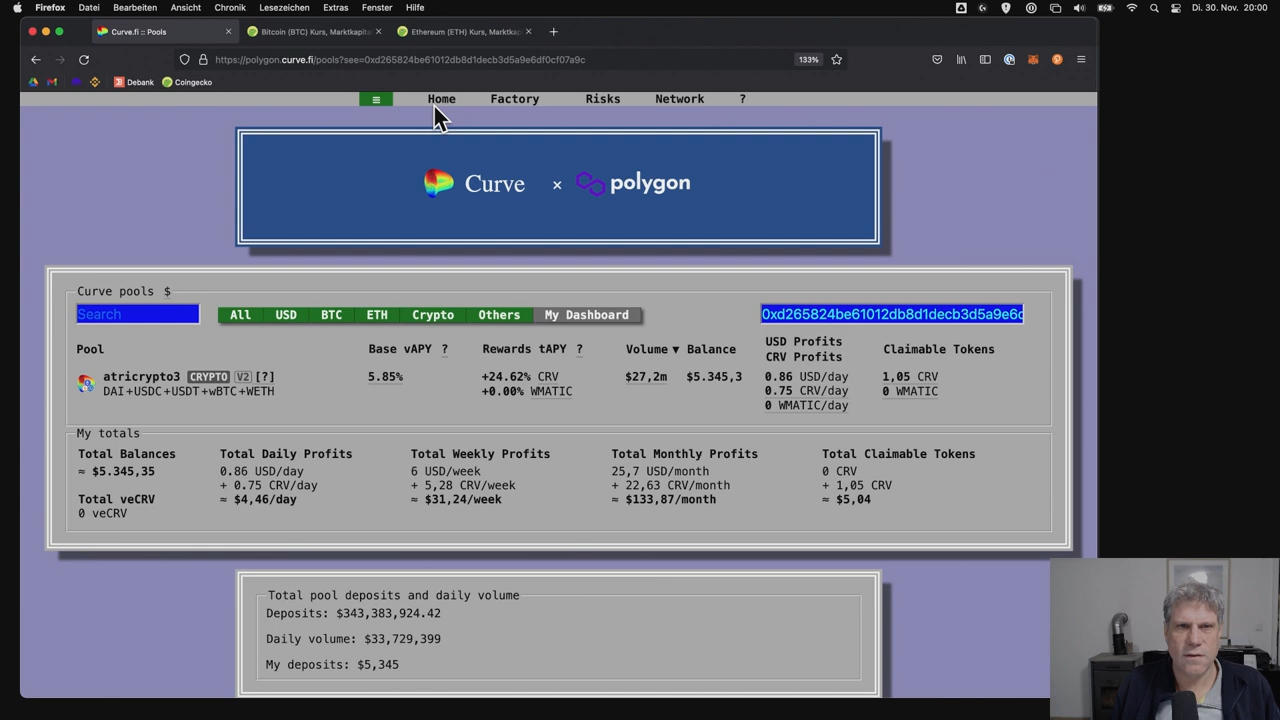 Firefox Ablage Bearbeiten Ansicht Chronik Lesezeichen Extras Fenster Hilfe Di. 30. Nov. 20:00
Curve.fi :: Pools Bitcoin (BTC) Kurs, Marktkapita Ethereum (ETH) Kurs, Marktkap
https://polygon.curve.fi/pools?see=0xd265824be61012db8d1decb3d5a9e6df0cf07a9c 133%
Debank Coingecko
Home Factory Risks Network ?
Curve × polygon
Curve pools $
Search All USD BTC ETH Crypto Others My Dashboard 0xd265824be61012db8d1decb3d5a9e6d
Pool Base vAPY ? Rewards tAPY ? Volume ▼ Balance USD Profits Claimable Tokens
CRV Profits
atricrypto3 CRYPTO V2 [?] 5.85% +24.62% CRV $27,2m $5.345,3 0.86 USD/day 1,05 CRV
DAI+USDC+USDT+wBTC+WETH +0.00% WMATIC 0.75 CRV/day 0 WMATIC
0 WMATIC/day
My totals
Total Balances Total Daily Profits Total Weekly Profits Total Monthly Profits Total Claimable Tokens
≈ $5.345,35 0.86 USD/day 6 USD/week 25,7 USD/month 0 CRV
+ 0.75 CRV/day + 5,28 CRV/week + 22,63 CRV/month + 1,05 CRV
Total veCRV ≈ $4,46/day ≈ $31,24/week ≈ $133,87/month ≈ $5,04
0 veCRV
Total pool deposits and daily volume
Deposits: $343,383,924.42
Daily volume: $33,729,399
My deposits: $5,345